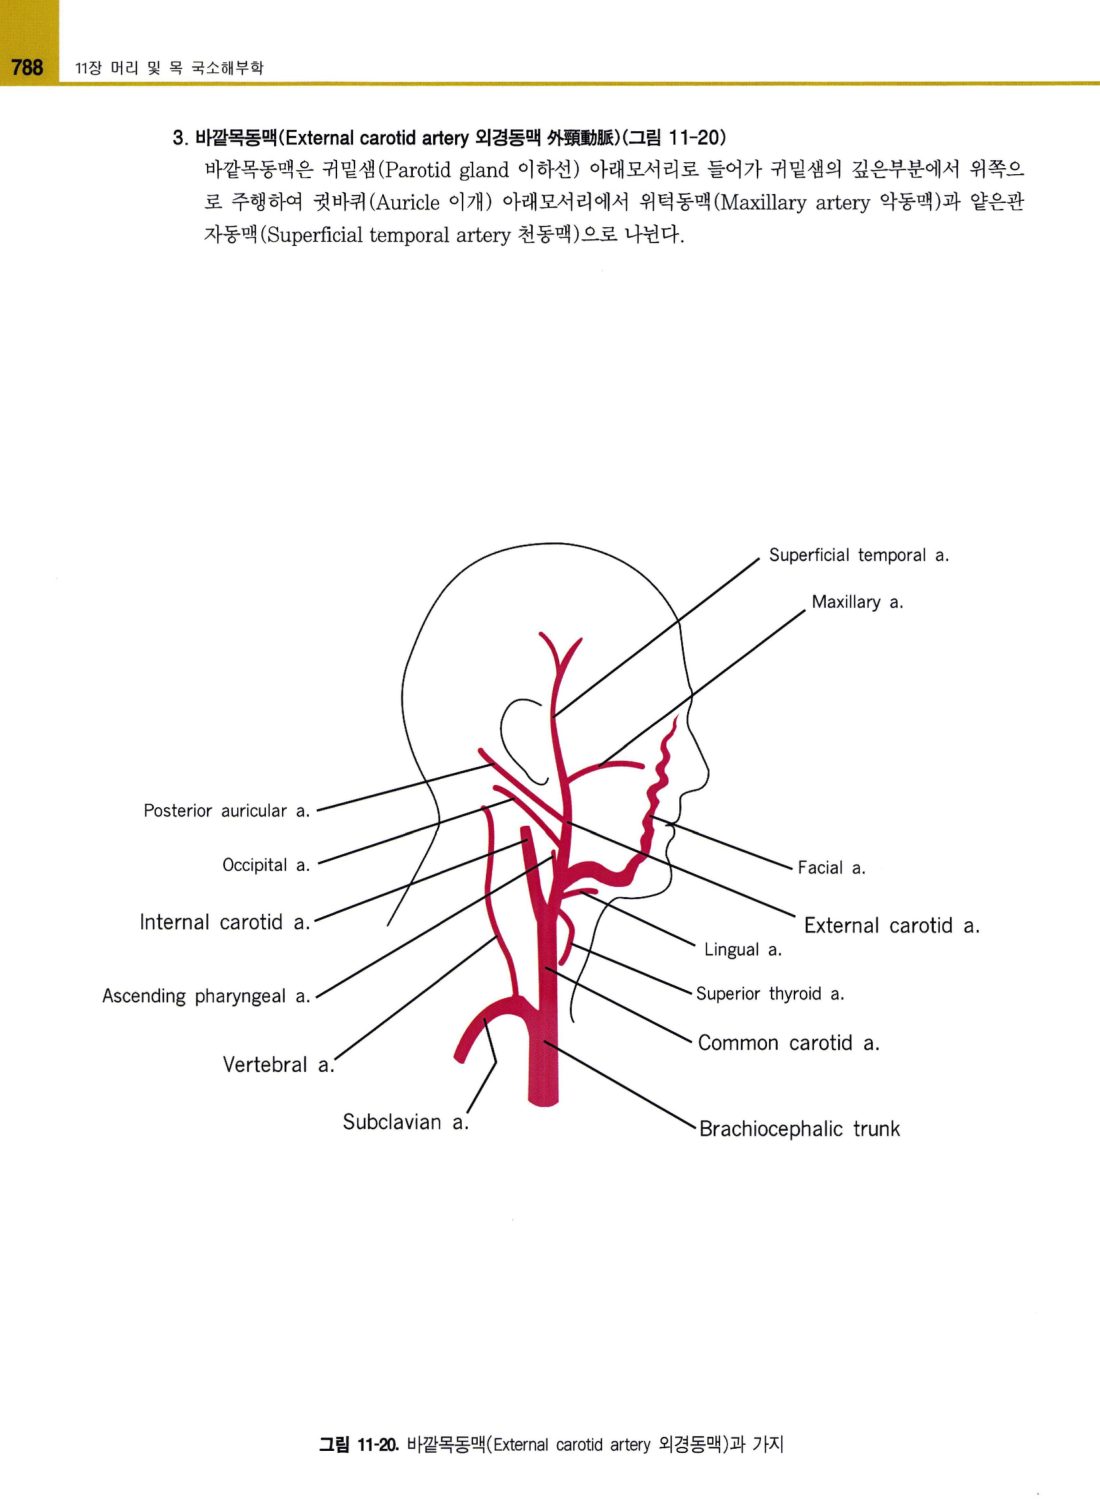 788
11장 머리 및 목 국소해부학
3. 바깥목동맥(External carotid artery 외경동맥 外頸動脈)(그림 11-20)
바깥목동맥은 귀밑샘(Parotid gland 이하선) 아래모서리로 들어가 귀밑샘의 깊은부분에서 위쪽으
로 주행하여 귓바퀴(Auricle 이개) 아래모서리에서 위턱동맥(Maxillary artery 악동맥)과 얕은관
자동맥(Superficial temporal artery 천동맥)으로 나뉜다.
Superficial temporal a.
Maxillary a.
Posterior auricular a.
Occipital a.
Facial a.
Internal carotid a.
External carotid a.
Lingual a.
Ascending pharyngeal a.
Superior thyroid a.
Common carotid a.
Vertebral a.
Subclavian a.
Brachiocephalic trunk
그림 11-20. 바깥목동맥(External carotid artery 외경동맥)과 가지